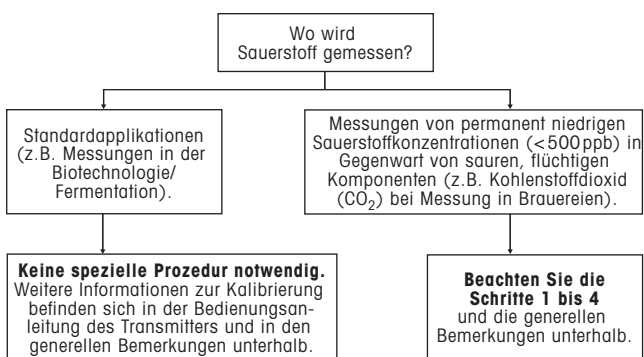 Wo wird
Sauerstoff gemessen?
Standardapplikationen
(z.B. Messungen in der
Biotechnologie/
Fermentation).
Messungen von permanent niedrigen
Sauerstoffkonzentrationen (<500 ppb) in
Gegenwart von sauren, flüchtigen
Komponenten (z.B. Kohlenstoffdioxid
(CO₂) bei Messung in Brauereien).
Keine spezielle Prozedur notwendig.
Weitere Informationen zur Kalibrierung
befinden sich in der Bedienungsan-
leitung des Transmitters und in den
generellen Bemerkungen unterhalb.
Beachten Sie die
Schritte 1 bis 4
und die generellen
Bemerkungen unterhalb.